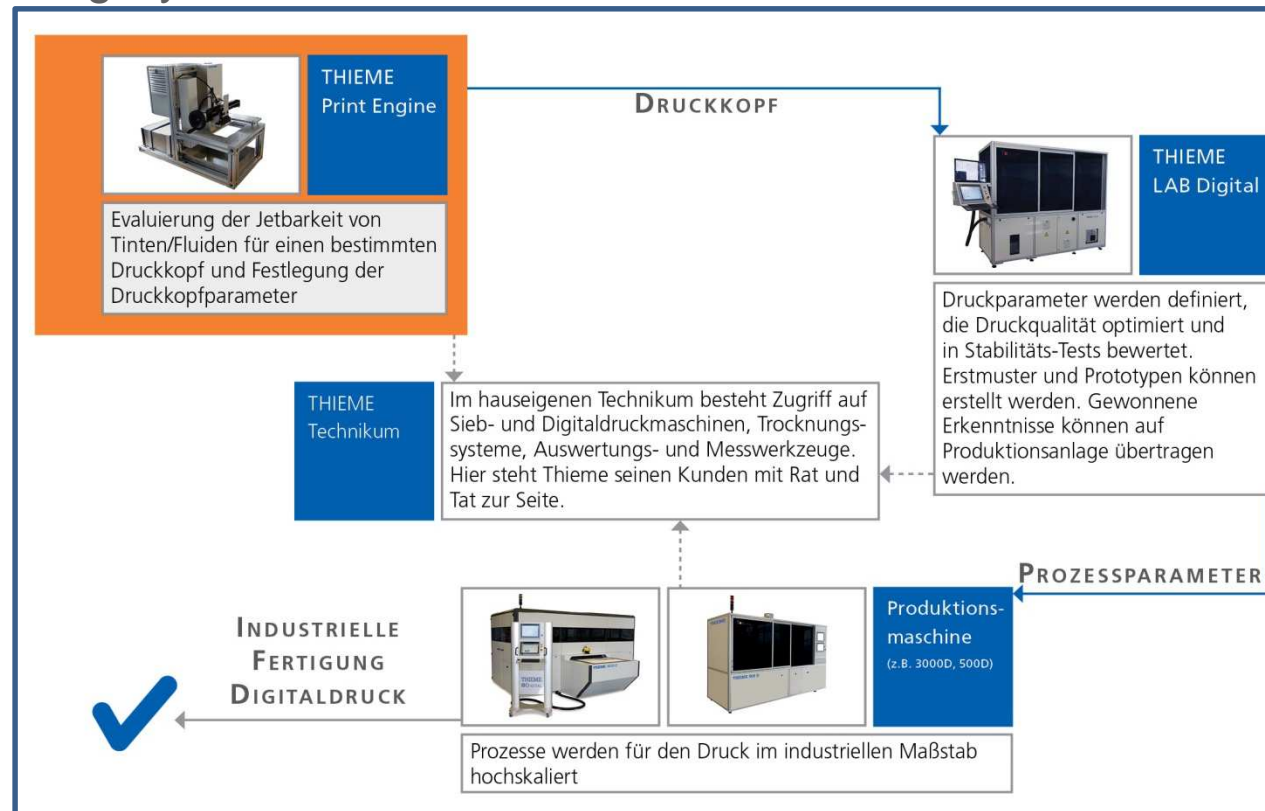 THIEME
Print Engine
Evaluierung der Jetbarkeit von
Tinten/Fluiden für einen bestimmten
Druckkopf und Festlegung der
Druckkopfparameter
DRUCKKOPF
THIEME
LAB Digital
Druckparameter werden definiert,
die Druckqualität optimiert und
in Stabilitäts-Tests bewertet.
Erstmuster und Prototypen können
erstellt werden. Gewonnene
Erkenntnisse können auf
Produktionsanlage übertragen
werden.
THIEME
Technikum
Im hauseigenen Technikum besteht Zugriff auf
Sieb- und Digitaldruckmaschinen, Trocknungs-
systeme, Auswertungs- und Messwerkzeuge.
Hier steht Thieme seinen Kunden mit Rat und
Tat zur Seite.
PROZESSPARAMETER
Produktions-
maschine
(z.B. 3000D, 500D)
INDUSTRIELLE
FERTIGUNG
DIGITALDRUCK
THIEME
Prozesse werden für den Druck im industriellen Maßstab
hochskaliert